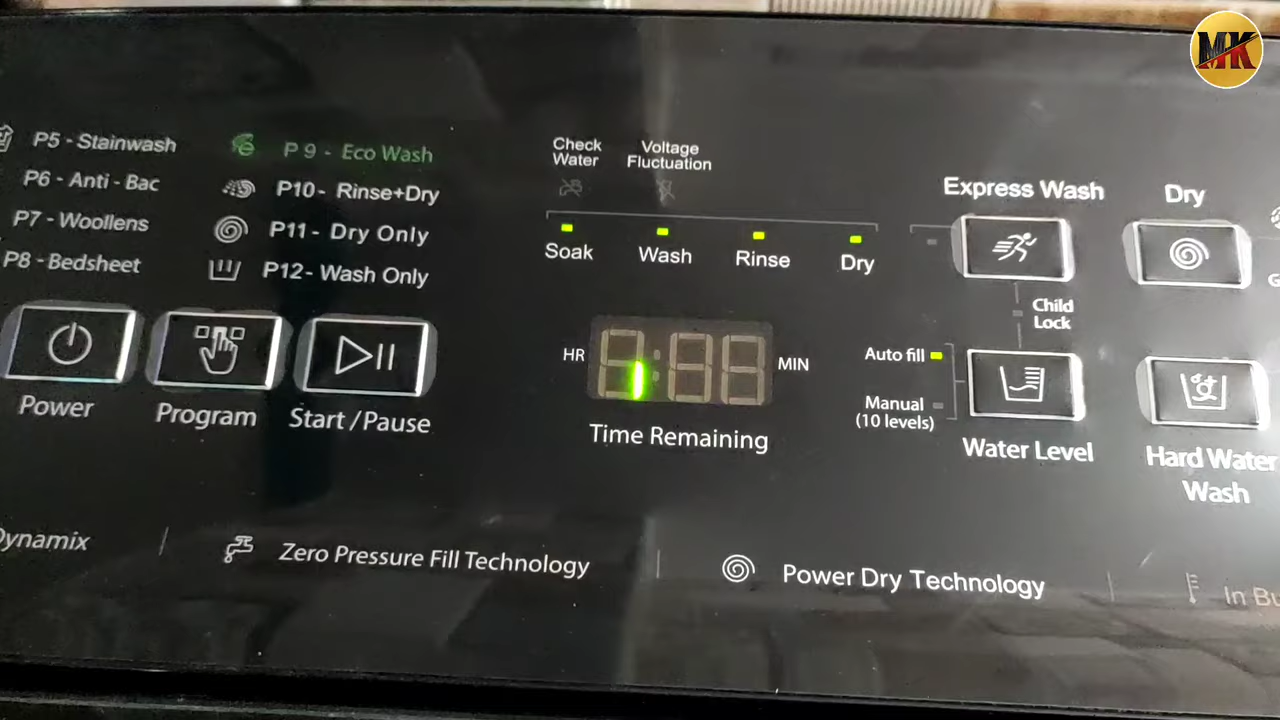 MK
P5 - Stainwash
P6 - Anti - Bac
P7 - Woollens
P8 - Bedsheet
P 9 - Eco Wash
P10- Rinse+Dry
P11- Dry Only
P12- Wash Only
Check
Water
Voltage
Fluctuation
Soak
Wash
Rinse
Dry
Express Wash
Dry
Child
Lock
HR
MIN
Time Remaining
Auto fill
Manual
(10 levels)
Water Level
Hard Water
Wash
Power
Program
Start / Pause
Dynamix
Zero Pressure Fill Technology
Power Dry Technology
In